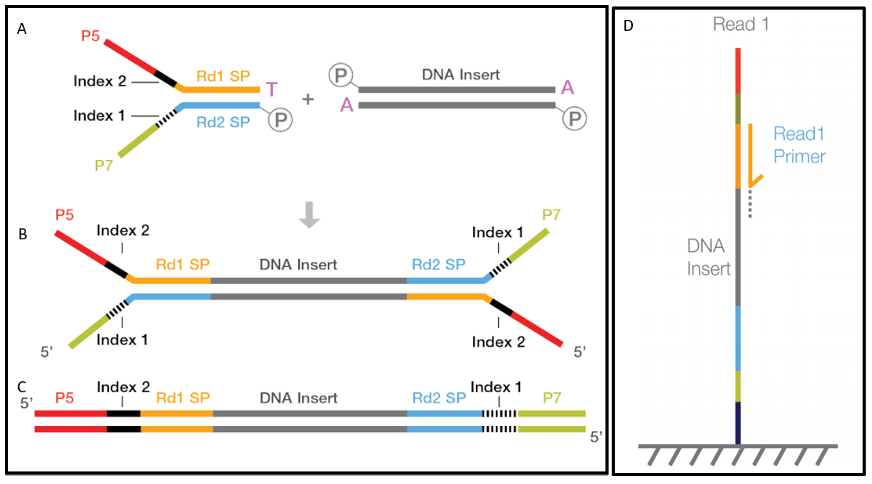 A
P5
Index 2
Rd1 SP
T
Index 1
Rd2 SP
P
P7
+
P
DNA Insert
A
A
P
B
P5
Index 2
Rd1 SP
DNA Insert
Rd2 SP
Index 1
P7
5’
Index 1
Index 2
5’
C
5’
P5
Index 2
Rd1 SP
DNA Insert
Rd2 SP
Index 1
P7
5’
D
Read 1
Read1
Primer
DNA
Insert